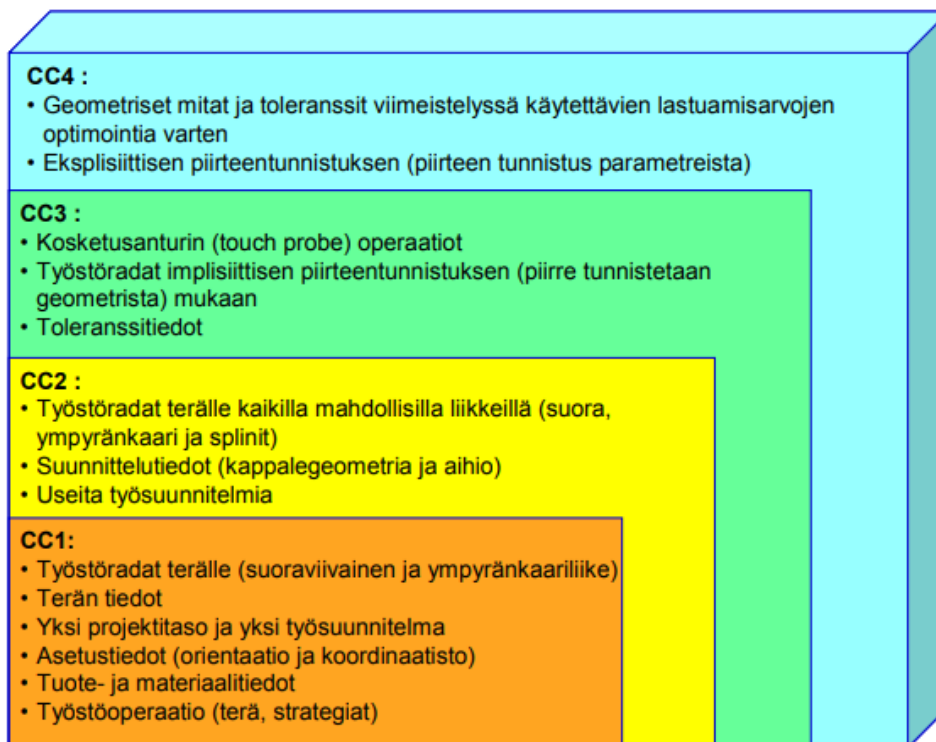 CC4 :
• Geometriset mitat ja toleranssit viimeistelyssä käytettävien lastuamisarvojen
optimointia varten
• Eksplisiittisen piirteentunnistuksen (piirteen tunnistus parametreista)
CC3 :
• Kosketusanturin (touch probe) operaatiot
• Työstöradat implisiittisen piirteentunnistuksen (piirre tunnistetaan
geometrista) mukaan
• Toleranssitiedot
CC2 :
• Työstöradat terälle kaikilla mahdollisilla liikkeillä (suora,
ympyränkaari ja splinit)
• Suunnittelutiedot (kappalegeometria ja aihio)
• Useita työsuunnitelmia
CC1:
• Työstöradat terälle (suoraviivainen ja ympyränkaariliike)
• Terän tiedot
• Yksi projektitaso ja yksi työsuunnitelma
• Asetustiedot (orientaatio ja koordinaatisto)
• Tuote- ja materiaalitiedot
• Työstöoperaatio (terä, strategiat)